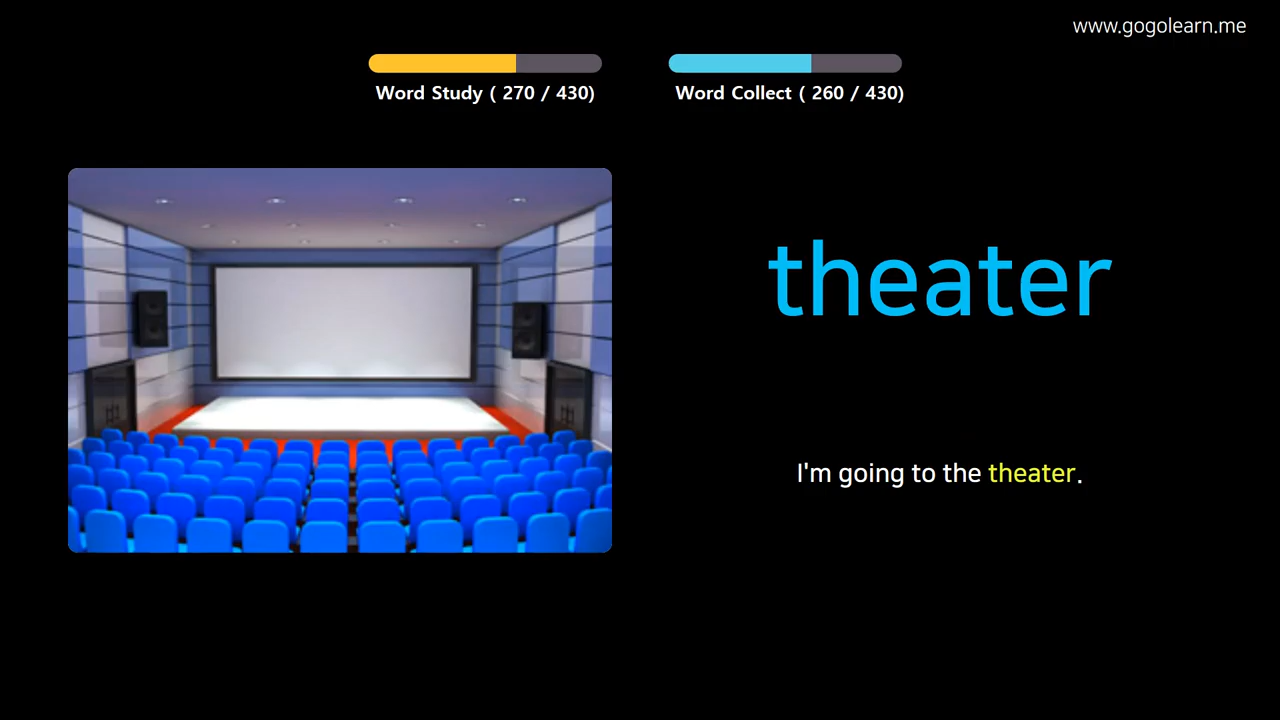 www.gogolearn.me
Word Study ( 270 / 430)
Word Collect ( 260 / 430)
theater
I'm going to the theater.